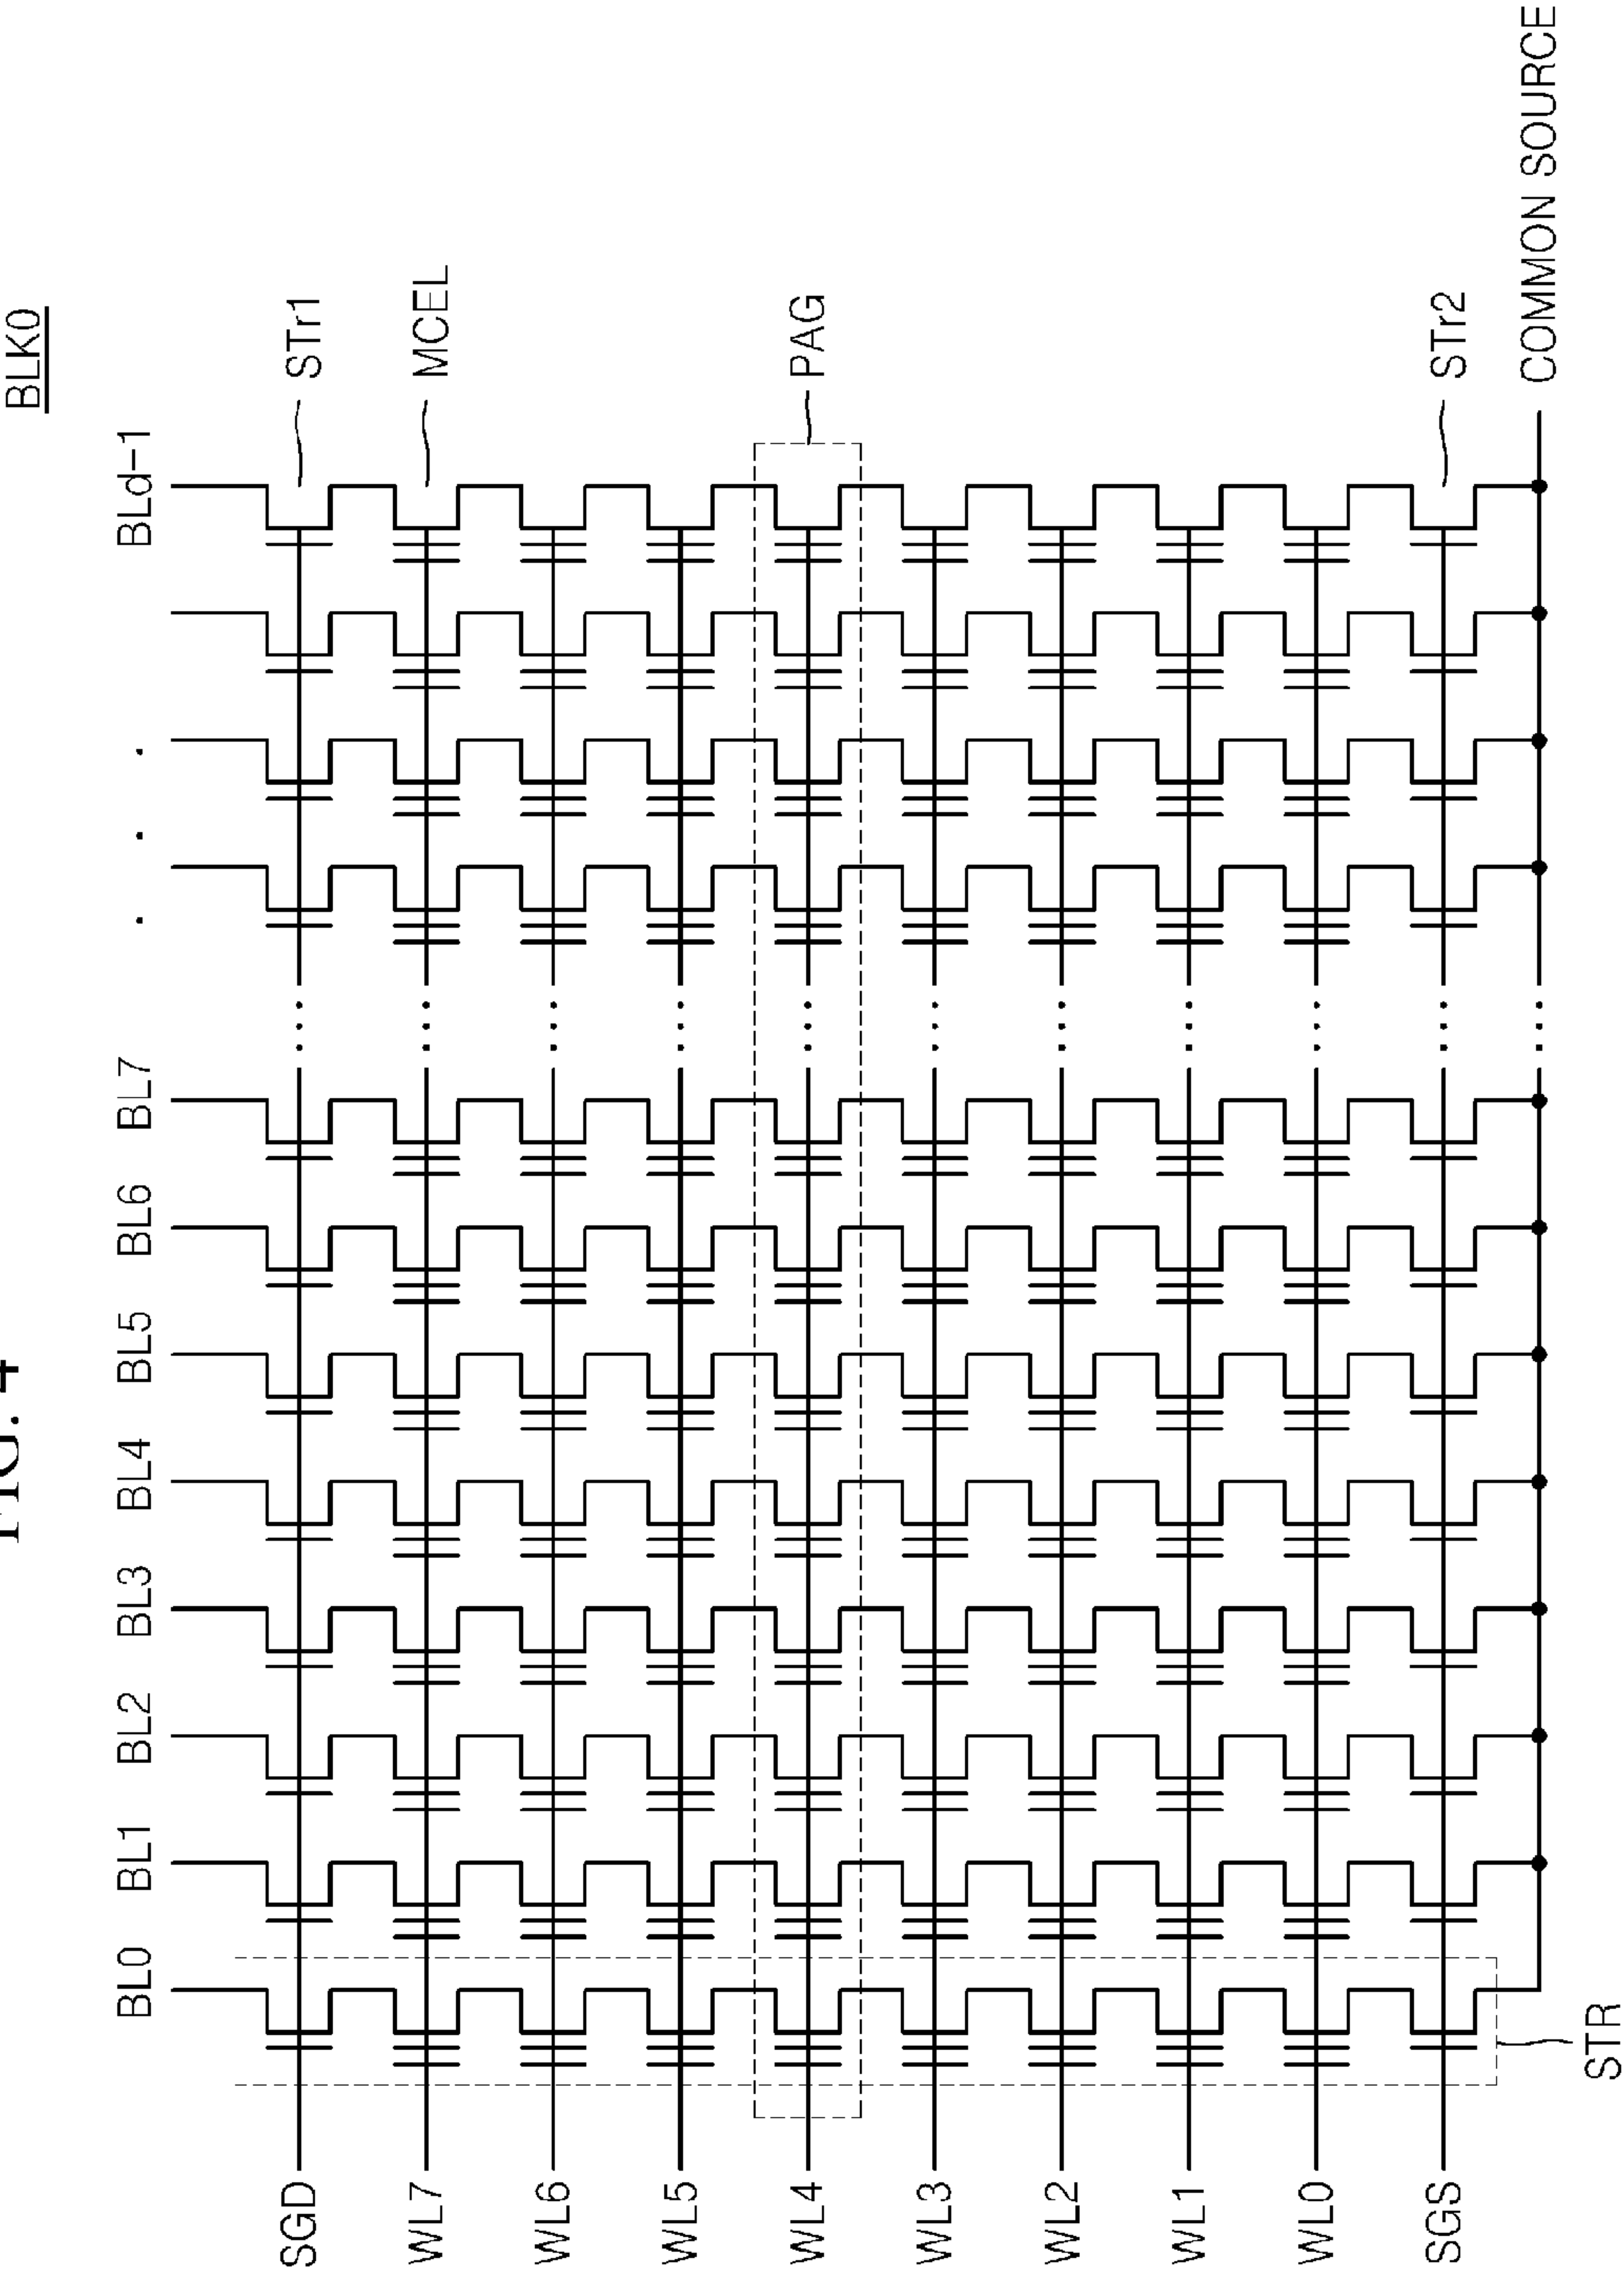 FIG. 4
BLK0
BL0 BL1 BL2 BL3 BL4 BL5 BL6 BL7 . . . BLd-1
SGD STr1
WL7 MCEL
WL6
WL5
WL4 PAG
WL3
WL2
WL1
WL0
SGS STr2
COMMON SOURCE
STR